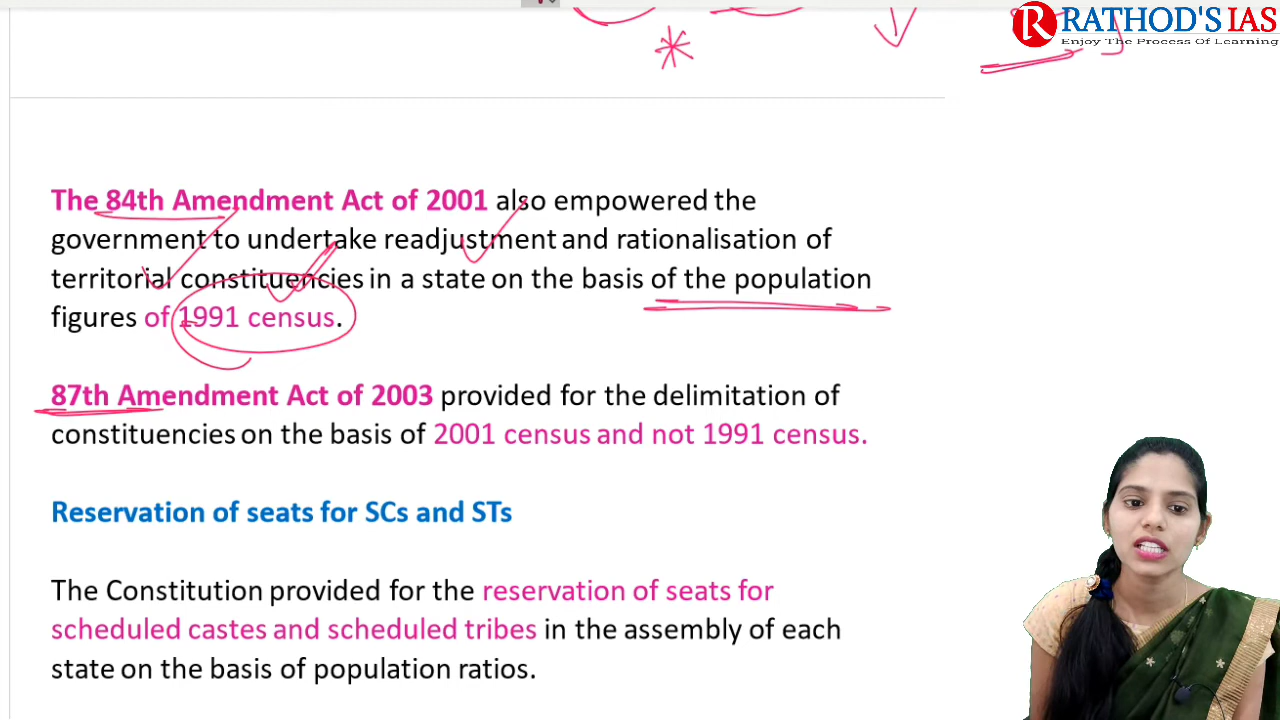 RATHOD'S IAS
Enjoy The Process Of Learning
The 84th Amendment Act of 2001 also empowered the
government to undertake readjustment and rationalisation of
territorial constituencies in a state on the basis of the population
figures of 1991 census.
87th Amendment Act of 2003 provided for the delimitation of
constituencies on the basis of 2001 census and not 1991 census.
Reservation of seats for SCs and STs
The Constitution provided for the reservation of seats for
scheduled castes and scheduled tribes in the assembly of each
state on the basis of population ratios.